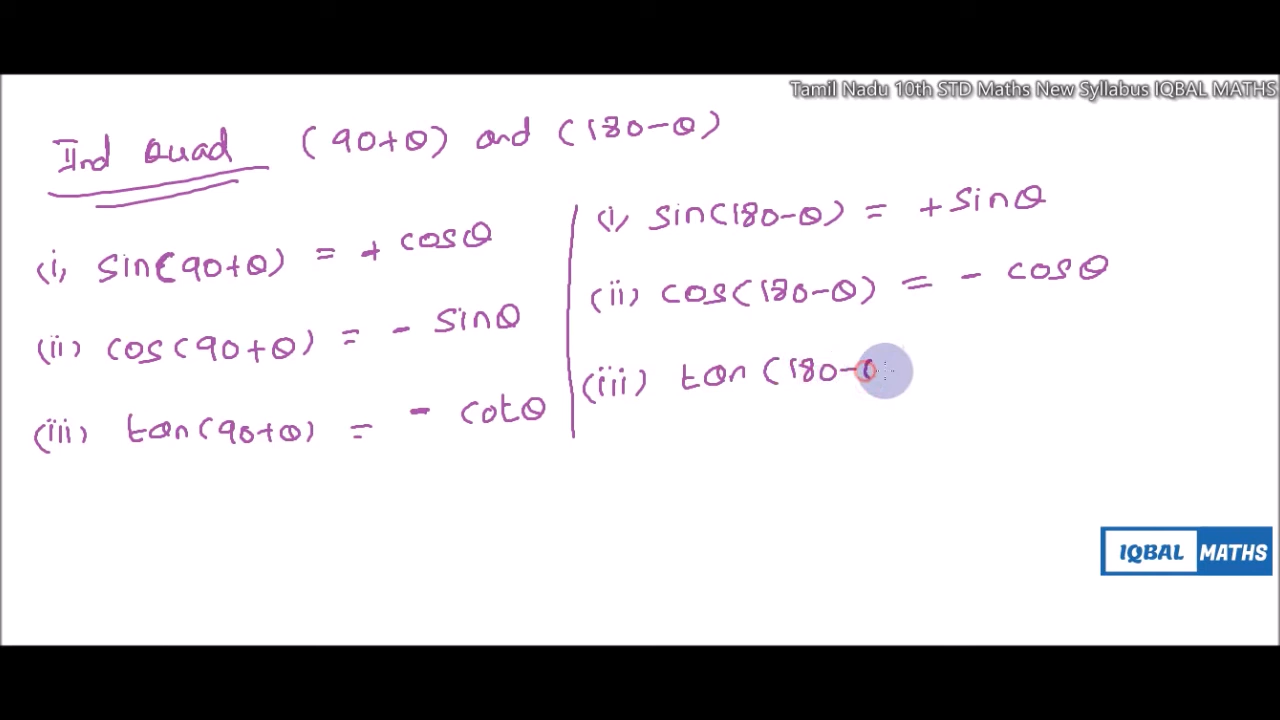 Tamil Nadu 10th STD Maths New Syllabus IQBAL MATHS
IInd Quad (90+θ) and (180-θ)
(i, sin(90+θ) = + cosθ
(ii) cos(90+θ) = - sinθ
(iii) tan(90+θ) = - cotθ
(i, sin(180-θ) = + sinθ
(ii) cos(180-θ) = - cosθ
(iii) tan (180-
IQBAL MATHS